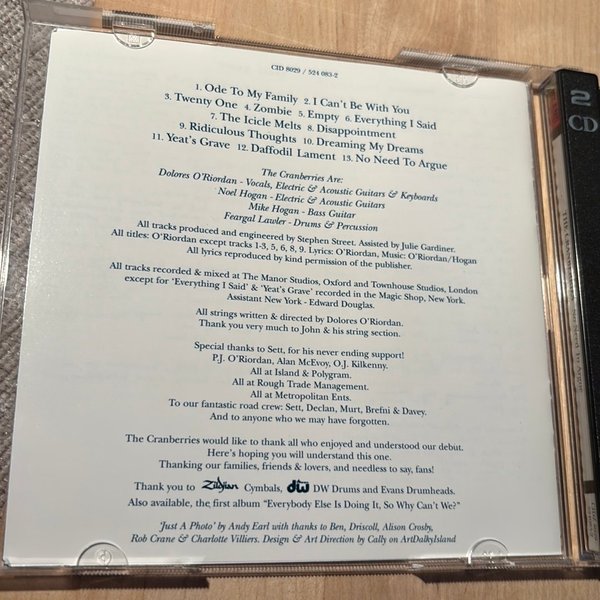 CID 8029 / 524 083-2
1. Ode To My Family 2. I Can't Be With You
3. Twenty One 4. Zombie 5. Empty 6. Everything I Said
7. The Icicle Melts 8. Disappointment
9. Ridiculous Thoughts 10. Dreaming My Dreams
11. Yeat's Grave 12. Daffodil Lament 13. No Need To Argue
The Cranberries Are:
Dolores O'Riordan - Vocals, Electric & Acoustic Guitars & Keyboards
Noel Hogan - Electric & Acoustic Guitars
Mike Hogan - Bass Guitar
Feargal Lawler - Drums & Percussion
All tracks produced and engineered by Stephen Street. Assisted by Julie Gardiner.
All titles: O'Riordan except tracks 1-3, 5, 6, 8, 9. Lyrics: O'Riordan, Music: O'Riordan/Hogan
All lyrics reproduced by kind permission of the publisher.
All tracks recorded & mixed at The Manor Studios, Oxford and Townhouse Studios, London
except for 'Everything I Said' & 'Yeat's Grave' recorded in the Magic Shop, New York.
Assistant New York - Edward Douglas.
All strings written & directed by Dolores O'Riordan.
Thank you very much to John & his string section.
Special thanks to Sett, for his never ending support!
P.J. O'Riordan, Alan McEvoy, O.J. Kilkenny.
All at Island & Polygram.
All at Rough Trade Management.
All at Metropolitan Ents.
To our fantastic road crew: Sett, Declan, Murt, Brefni & Davey.
And to anyone who we may have forgotten.
The Cranberries would like to thank all who enjoyed and understood our debut.
Here's hoping you will understand this one.
Thanking our families, friends & lovers, and needless to say, fans!
Thank you to Zildjian Cymbals, dw DW Drums and Evans Drumheads.
Also available, the first album "Everybody Else Is Doing It, So Why Can't We?"
'Just A Photo' by Andy Earl with thanks to Ben, Driscoll, Alison Crosby,
Rob Crane & Charlotte Villiers. Design & Art Direction by Cally on ArtDalkyIsland
2
CD